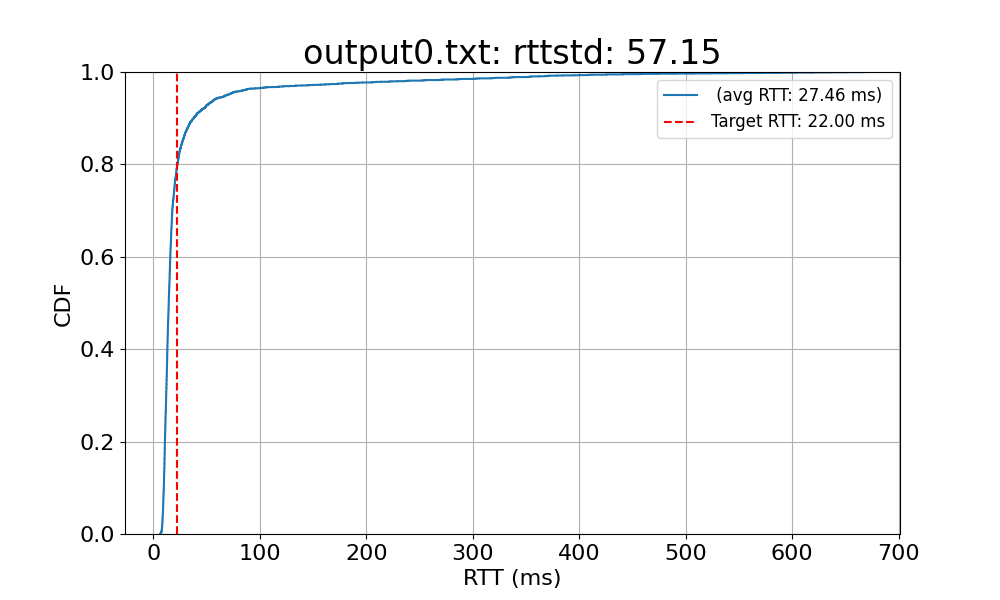 output0.txt: rttstd: 57.15
1.0
0.8
0.6
0.4
0.2
0.0
CDF
(avg RTT: 27.46 ms)
Target RTT: 22.00 ms
0 100 200 300 400 500 600 700
RTT (ms)